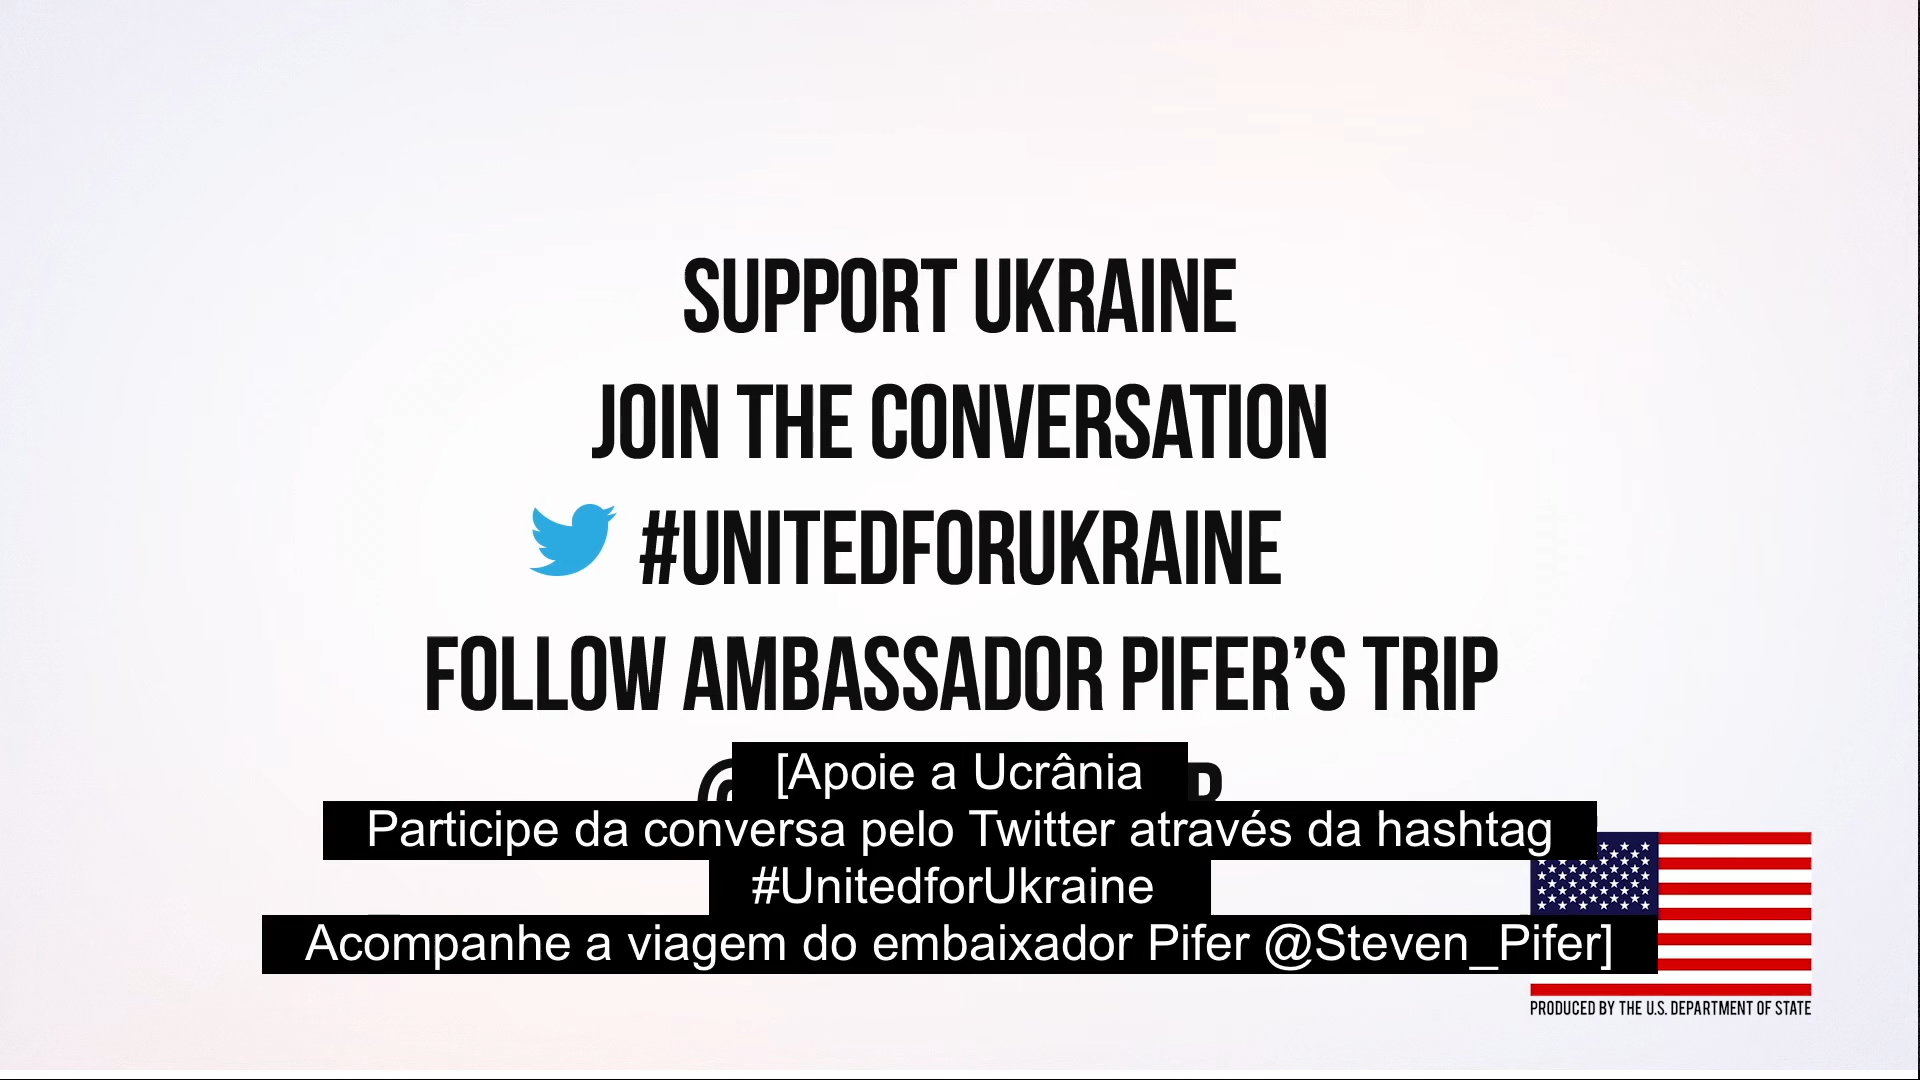 SUPPORT UKRAINE
JOIN THE CONVERSATION
#UNITEDFORUKRAINE
FOLLOW AMBASSADOR PIFER’S TRIP
[Apoie a Ucrânia
Participe da conversa pelo Twitter através da hashtag
#UnitedforUkraine
Acompanhe a viagem do embaixador Pifer @Steven_Pifer]
PRODUCED BY THE U.S. DEPARTMENT OF STATE